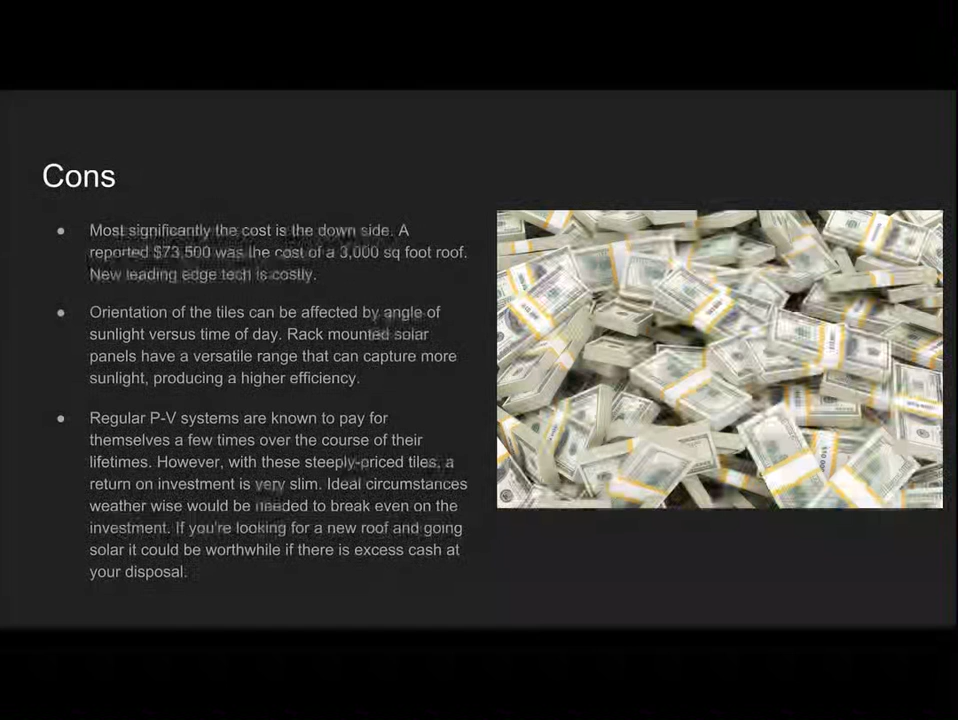 Cons
● Most significantly the cost is the down side. A
reported $73,500 was the cost of a 3,000 sq foot roof.
New leading edge tech is costly.
● Orientation of the tiles can be affected by angle of
sunlight versus time of day. Rack mounted solar
panels have a versatile range that can capture more
sunlight, producing a higher efficiency.
● Regular P-V systems are known to pay for
themselves a few times over the course of their
lifetimes. However, with these steeply-priced tiles, a
return on investment is very slim. Ideal circumstances
weather wise would be needed to break even on the
investment. If you're looking for a new roof and going
solar it could be worthwhile if there is excess cash at
your disposal.